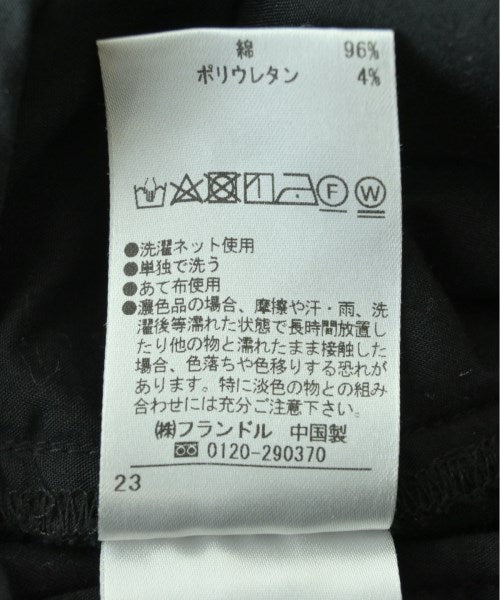 綿 96%
ポリウレタン 4%
F W
●洗濯ネット使用
●単独で洗う
●あて布使用
●濃色品の場合、摩擦や汗・雨、洗
濯後等濡れた状態で長時間放置し
たり他の物と濡れたまま接触した
場合、色落ちや色移りする恐れが
あります。特に淡色の物との組み
合わせには充分ご注意下さい。
㈱フランドル 中国製
0120-290370
23